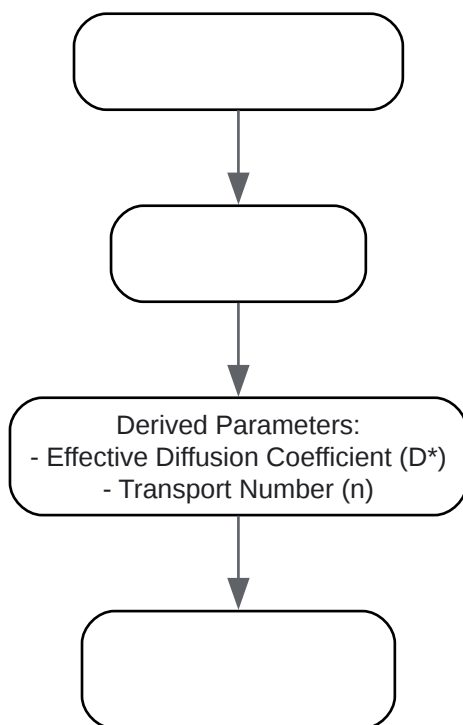 Derived Parameters:
- Effective Diffusion Coefficient (D*)
- Transport Number (n)